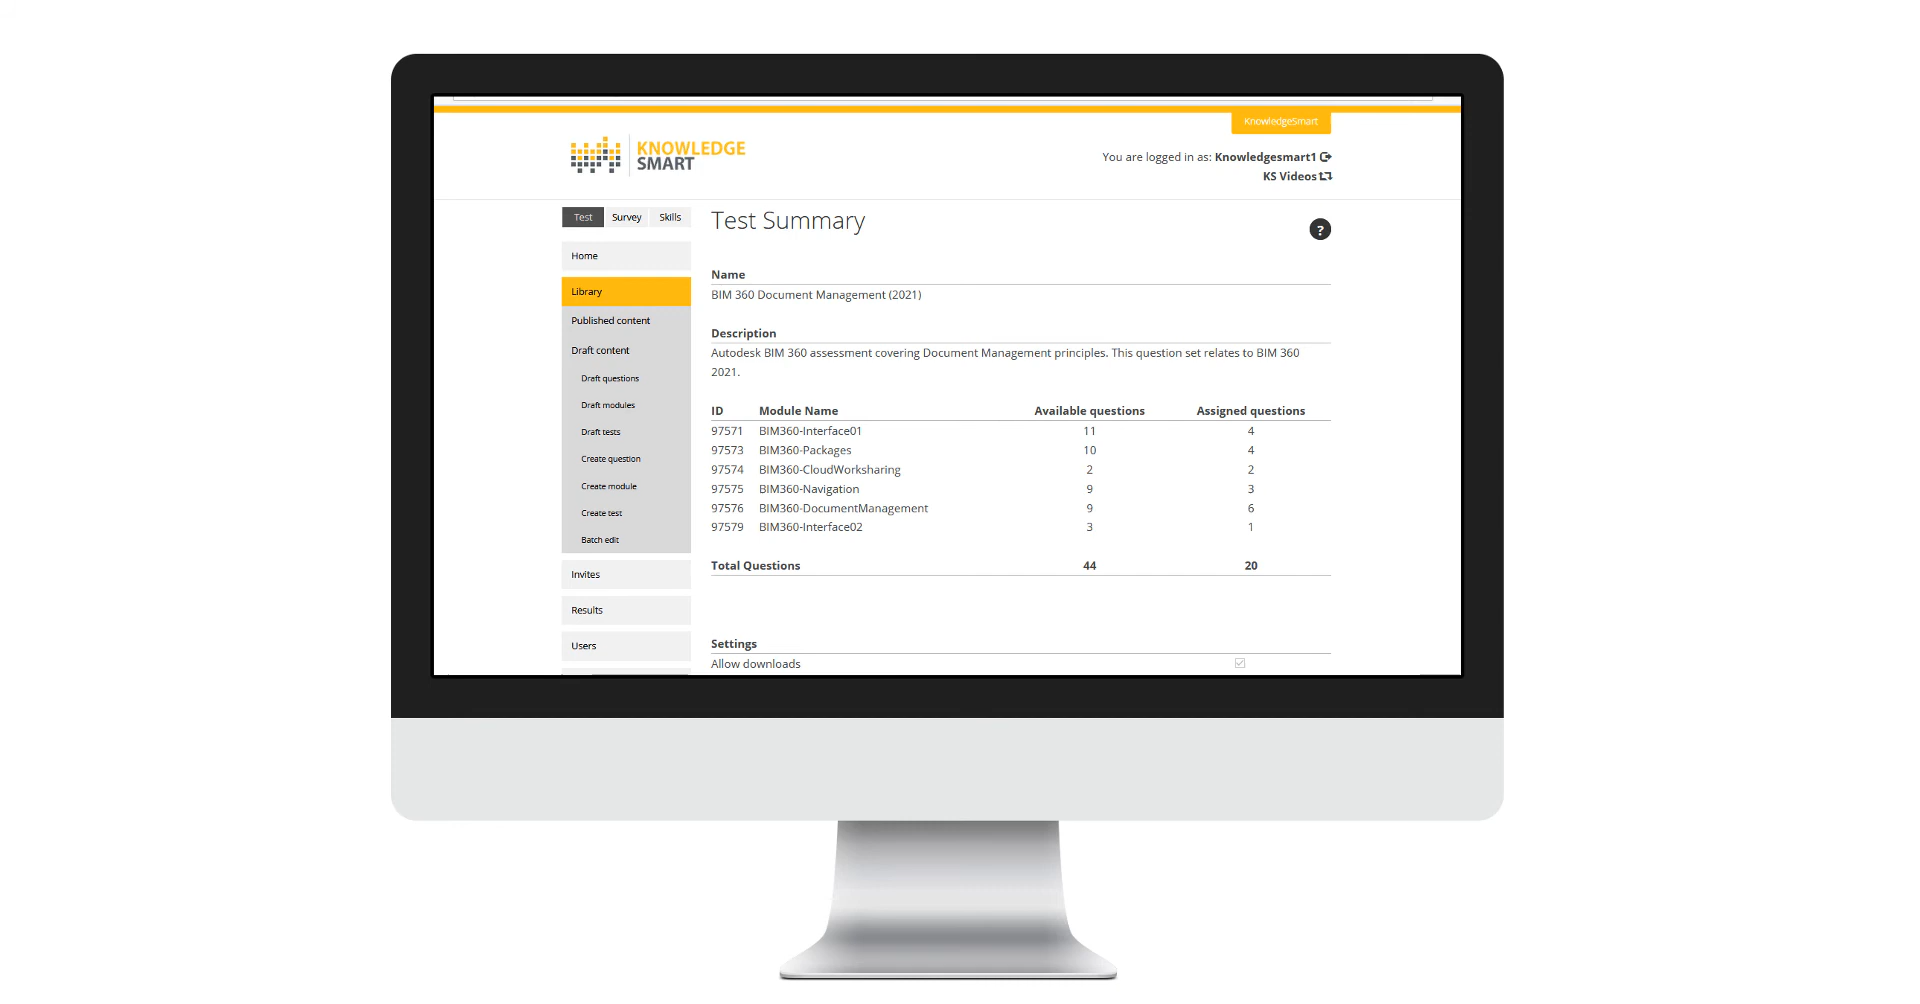 KnowledgeSmart
KNOWLEDGE
SMART
You are logged in as: Knowledgesmart1
KS Videos
Test Survey Skills
Test Summary
?
Home
Library
Published content
Draft content
Draft questions
Draft modules
Draft tests
Create question
Create module
Create test
Batch edit
Invites
Results
Users
Name
BIM 360 Document Management (2021)
Description
Autodesk BIM 360 assessment covering Document Management principles. This question set relates to BIM 360
2021.
ID Module Name Available questions Assigned questions
97571 BIM360-Interface01 11 4
97573 BIM360-Packages 10 4
97574 BIM360-CloudWorksharing 2 2
97575 BIM360-Navigation 9 3
97576 BIM360-DocumentManagement 9 6
97579 BIM360-Interface02 3 1
Total Questions 44 20
Settings
Allow downloads